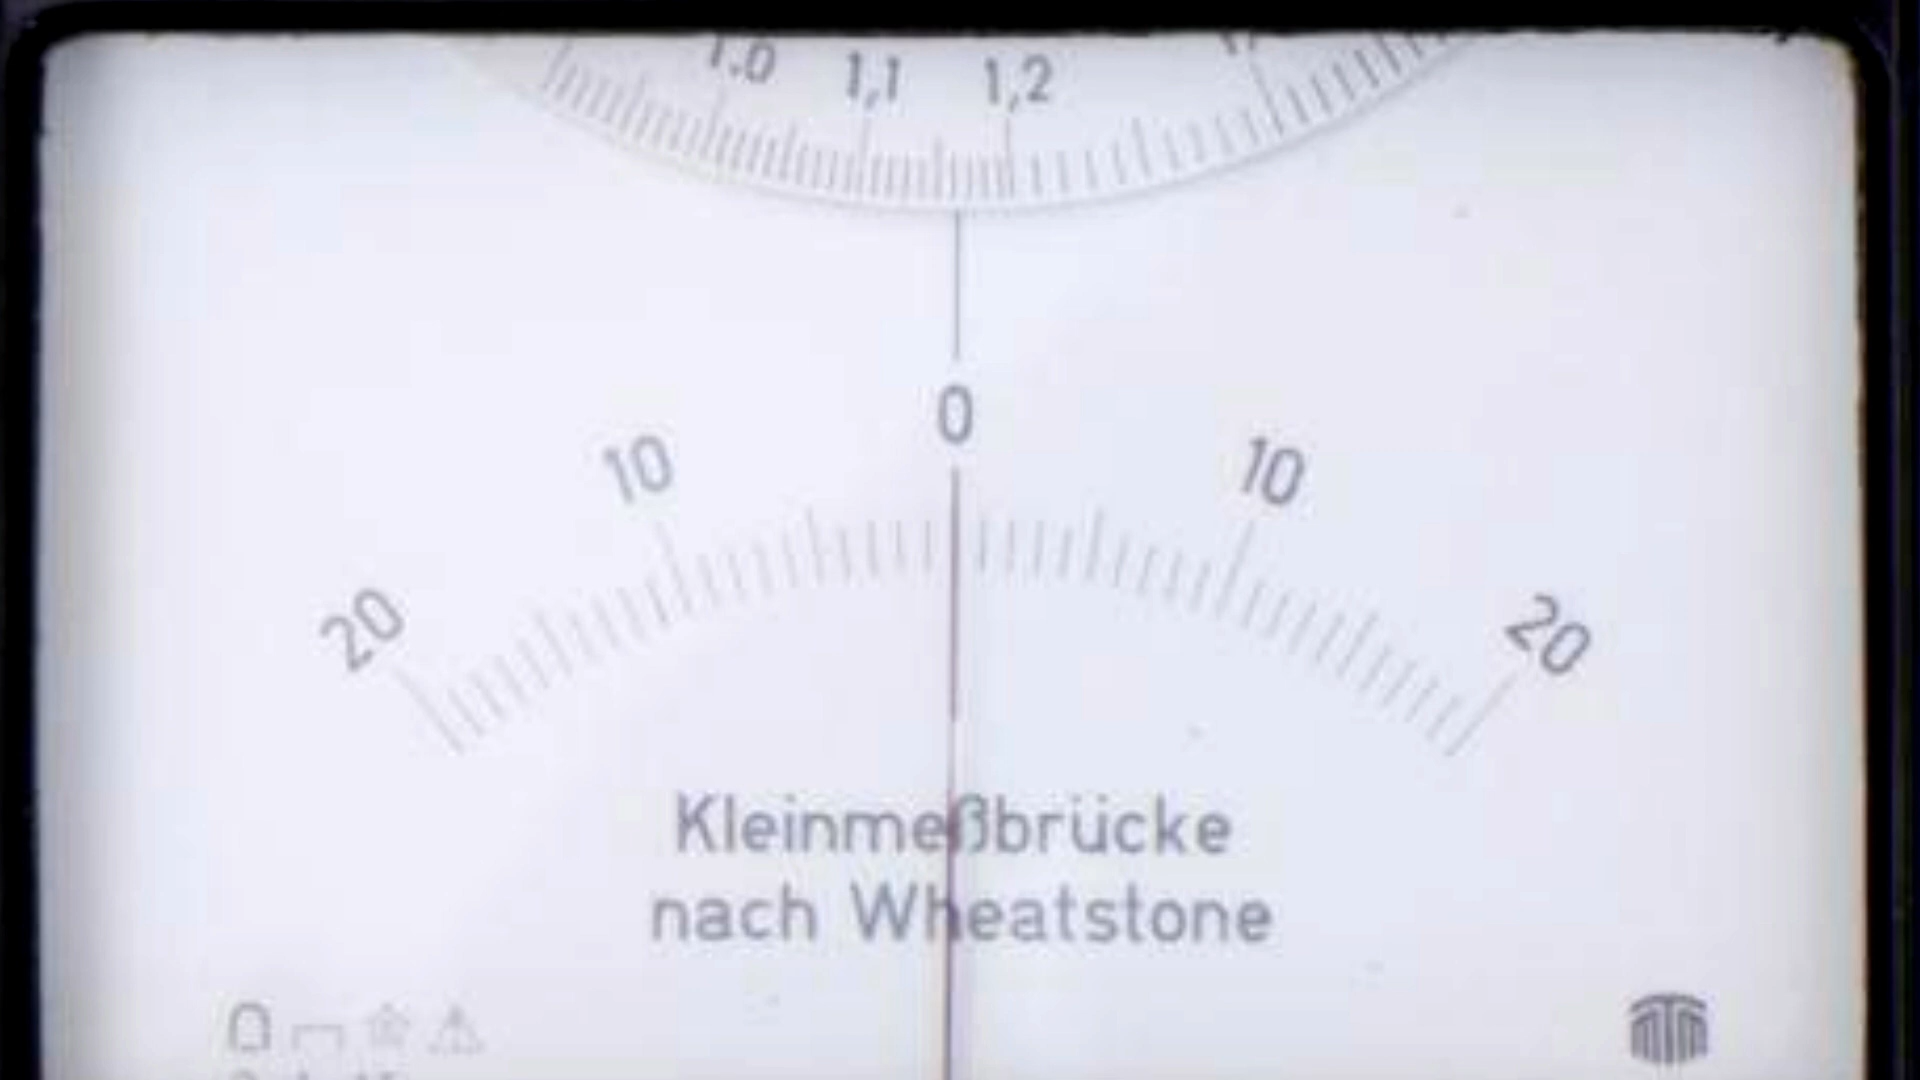 1.0 1,1 1,2
0
10 10
20 20
Kleinmeßbrücke
nach Wheatstone